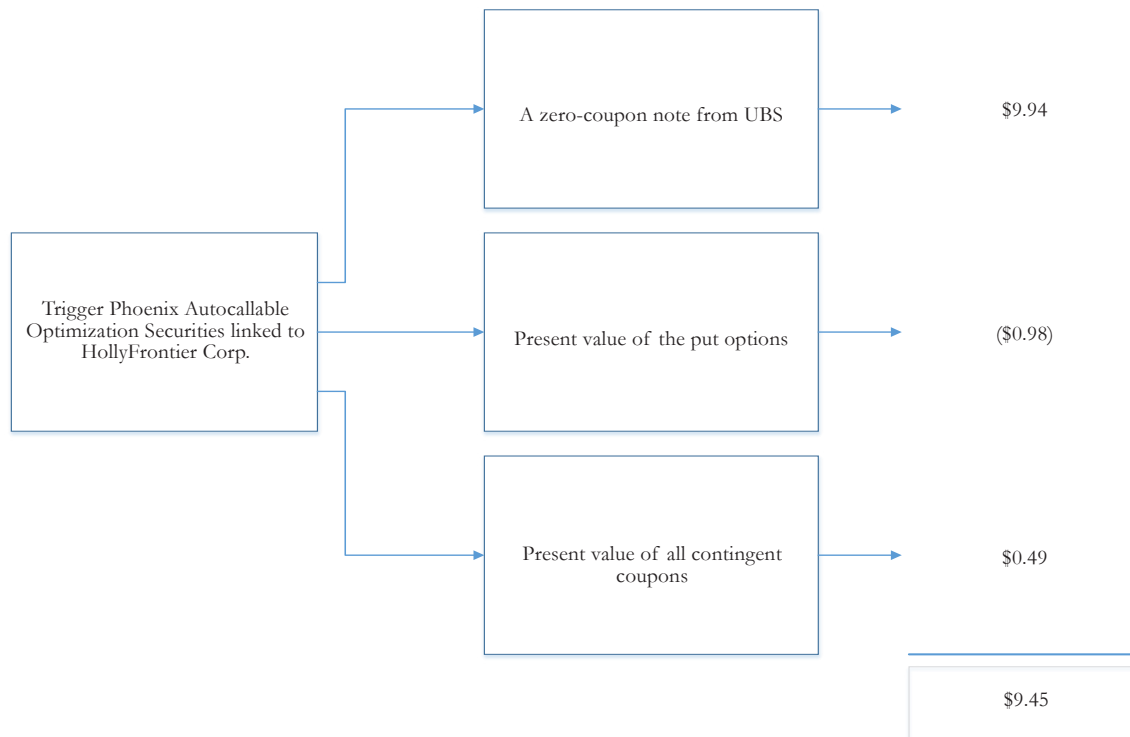 A zero-coupon note from UBS
$9.94
Trigger Phoenix Autocallable
Optimization Securities linked to
HollyFrontier Corp.
Present value of the put options
($0.98)
Present value of all contingent
coupons
$0.49
$9.45